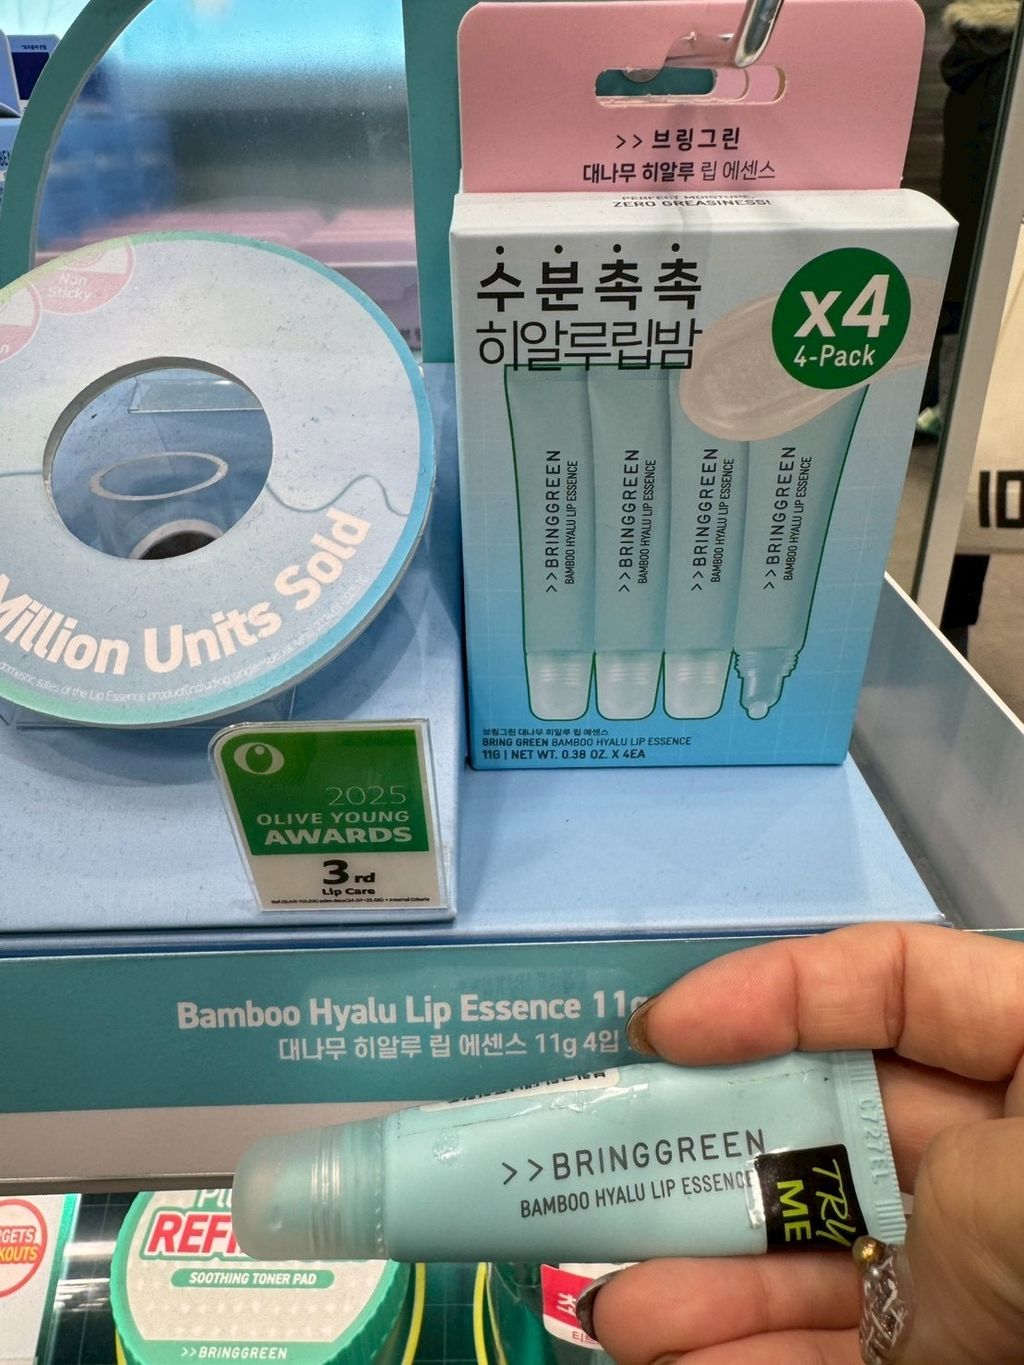 Non
Sticky
Million Units Sold
>> 브링그린
대나무 히알루 립 에센스
PERFECT MOISTURE,
ZERO GREASINESS!
수분촉촉
히알루립밤
x4
4-Pack
>>BRINGGREEN
BAMBOO HYALU LIP ESSENCE
>>BRINGGREEN
BAMBOO HYALU LIP ESSENCE
>>BRINGGREEN
BAMBOO HYALU LIP ESSENCE
>>BRINGGREEN
BAMBOO HYALU LIP ESSENCE
브링그린 대나무 히알루 립 에센스
BRING GREEN BAMBOO HYALU LIP ESSENCE
11G | NET WT. 0.38 OZ. X 4EA
2025
OLIVE YOUNG
AWARDS
3rd
Lip Care
Bamboo Hyalu Lip Essence 11g
대나무 히알루 립 에센스 11g 4입
>>BRINGGREEN
BAMBOO HYALU LIP ESSENCE
TRY
ME
SOOTHING TONER PAD
>>BRINGGREEN